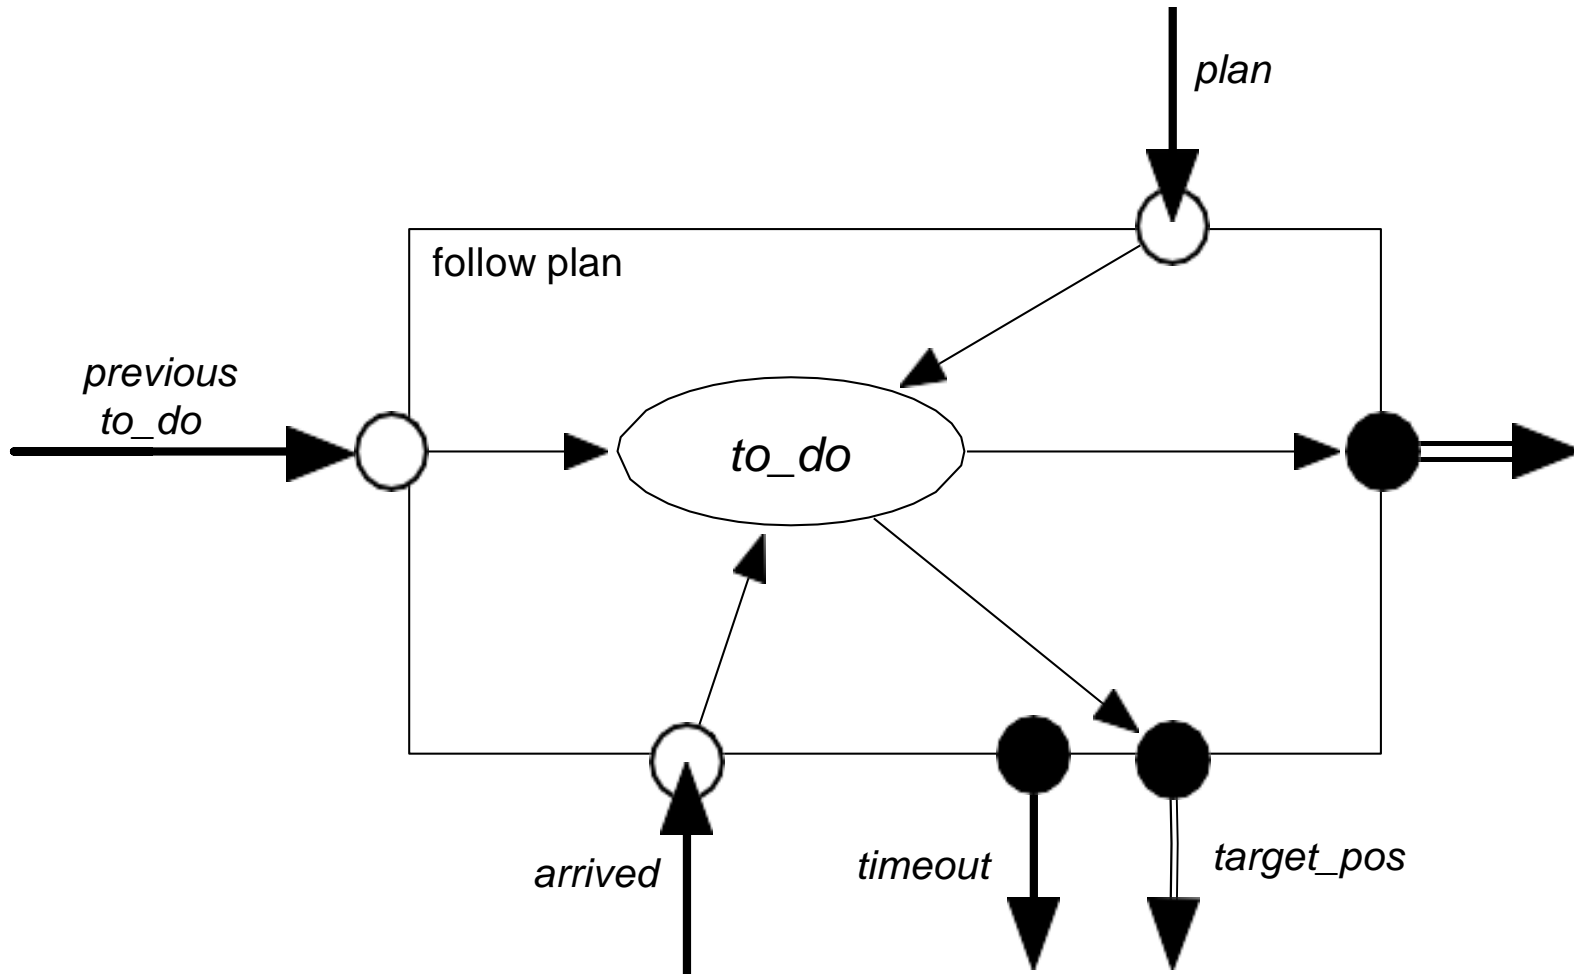 plan
follow plan
previous
to_do
to_do
arrived
timeout
target_pos